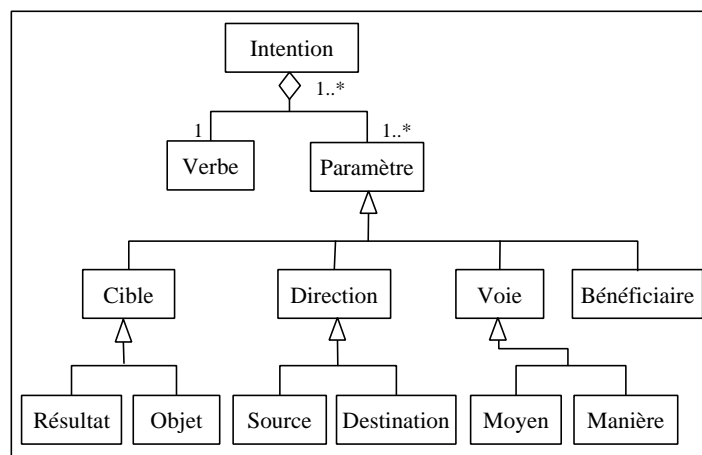 Intention
1..*
1
1..*
Verbe
Paramètre
Cible
Direction
Voie
Bénéficiaire
Résultat
Objet
Source
Destination
Moyen
Manière